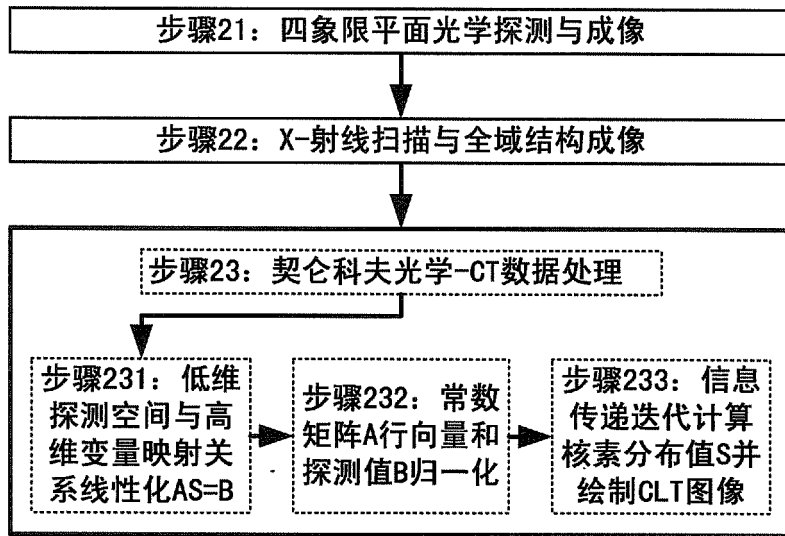 步骤21：四象限平面光学探测与成像
步骤22：X-射线扫描与全域结构成像
步骤23：契仑科夫光学-CT数据处理
步骤231：低维
探测空间与高
维变量映射关
系线性化AS=B
步骤232：常数
矩阵A行向量和
探测值B归一化
步骤233：信息
传递迭代计算
核素分布值S并
绘制CLT图像